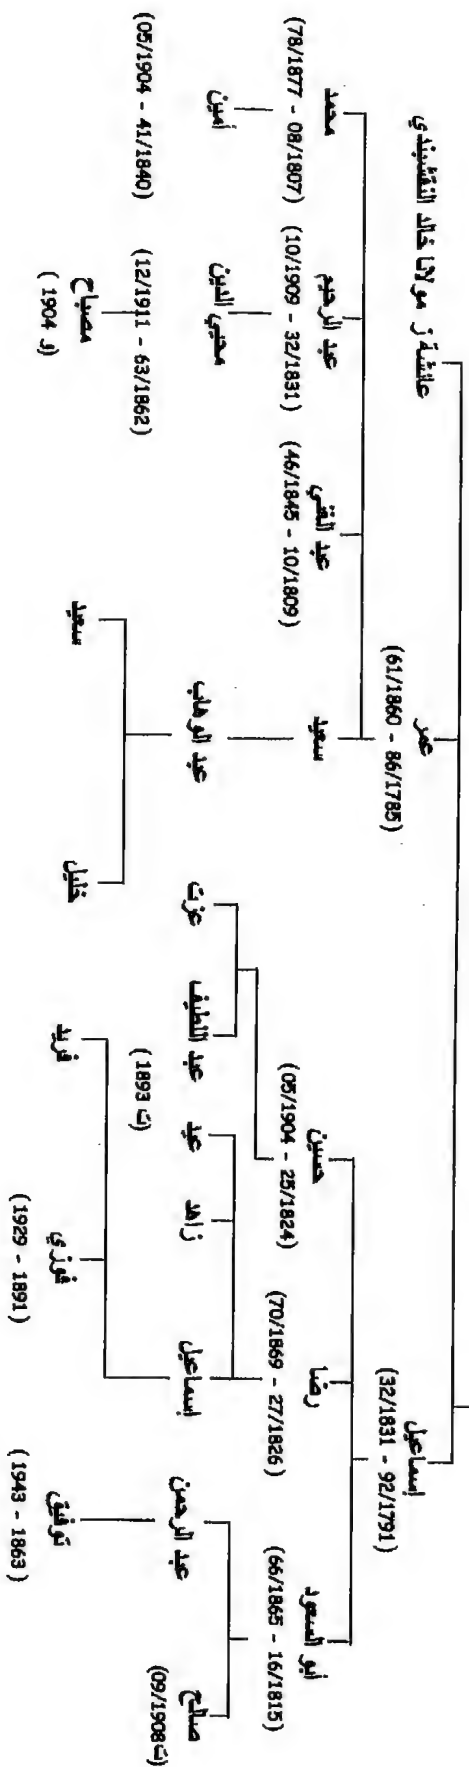 إسماعيل
(32/1831 - 92/1791)
عمر
(61/1860 - 86/1785)
عائشة ز مولانا خالد النقشبندي
أبو السعود
(66/1865 - 16/1815)
رضا
(70/1869 - 27/1826)
حسين
(05/1904 - 25/1824)
سعيد
عبد الغني
(46/1845 - 10/1809)
عبد الرحيم
(10/1909 - 32/1831)
محمد
(78/1877 - 08/1807)
صالح
(ت 09/1908)
عبد الرحمن
إسماعيل
زاهد
عيد
عبد اللطيف
(ت 1893)
عزت
عبد الوهاب
محيي الدين
(12/1911 - 63/1862)
أمين
(05/1904 - 41/1840)
توفيق
(1943 - 1863)
فوزي
(1929 - 1891)
فريد
خليل
سعيد
مصباح
(و 1904)